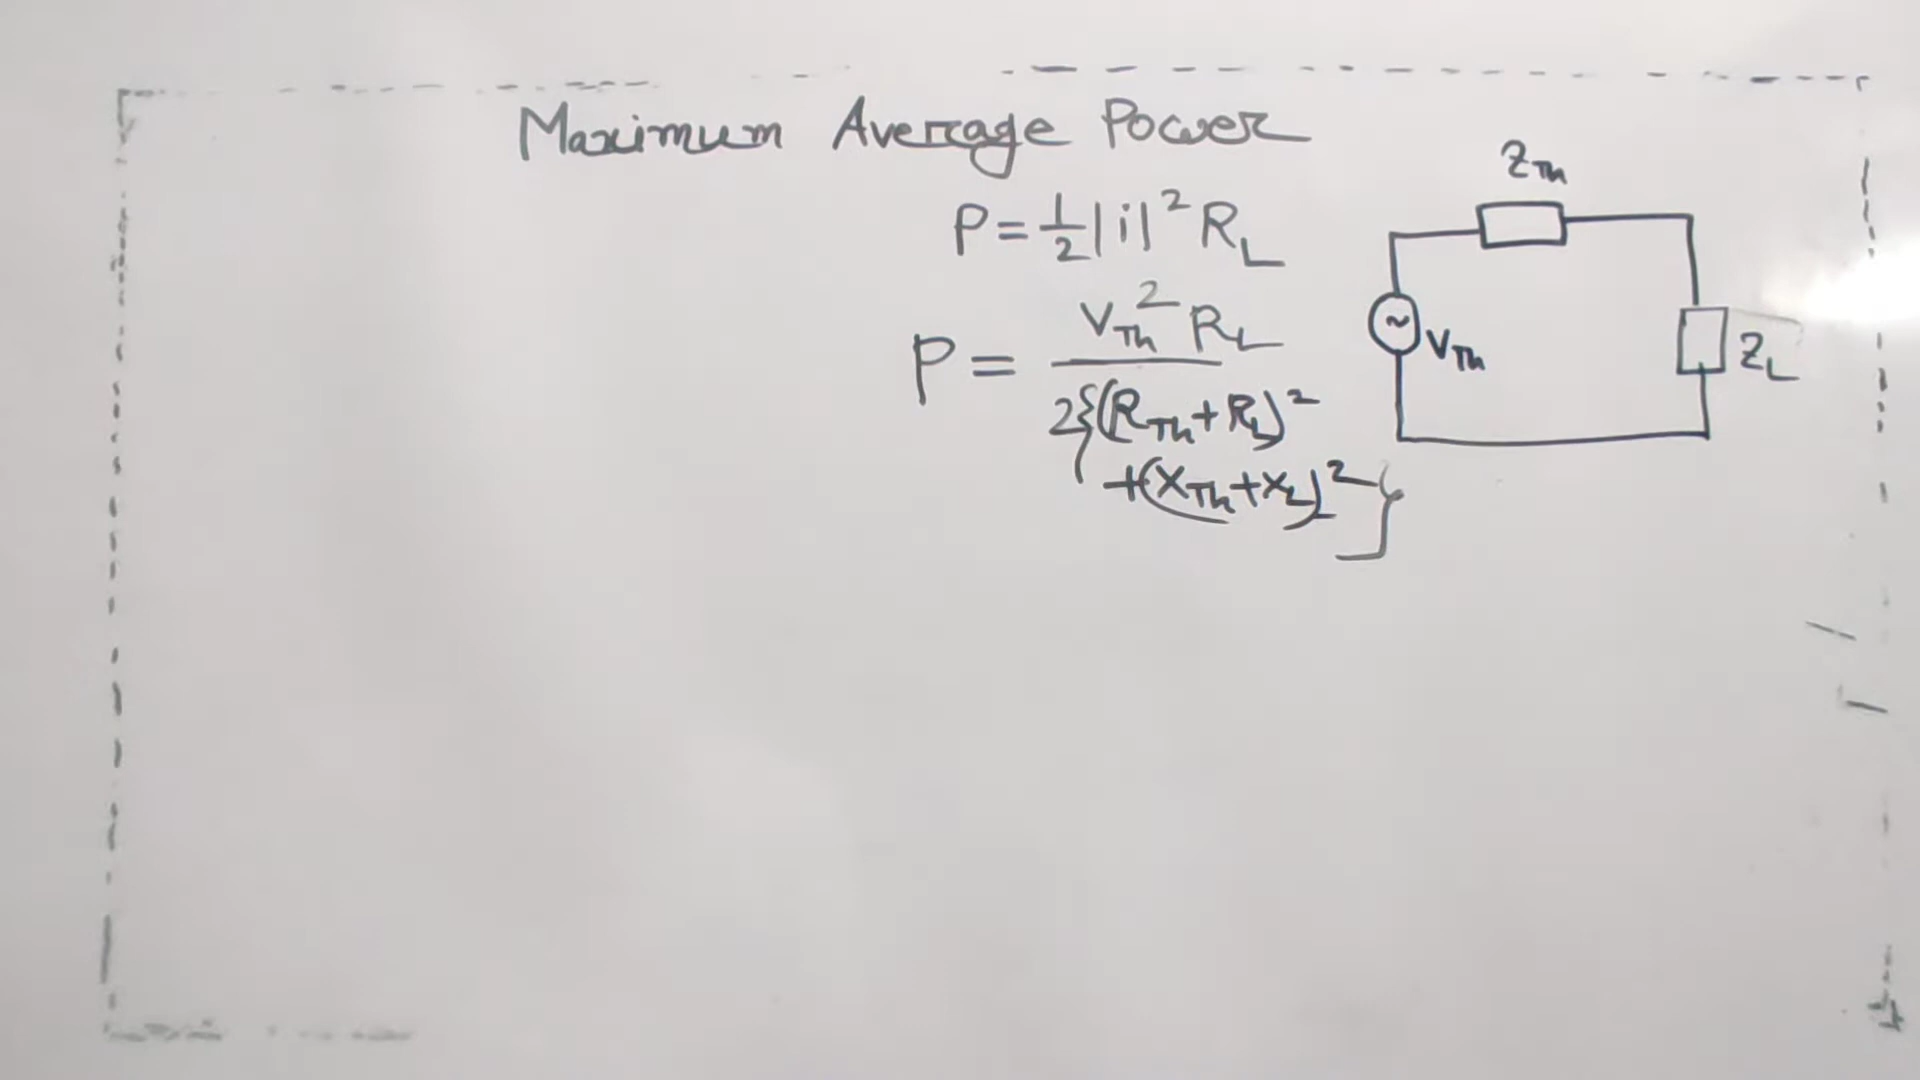 Maximum Average Power
P = 1/2 |i|² R_L
P = V_Th² R_L / 2{(R_Th + R_L)²
+ (X_Th + X_L)²}
Z_Th
V_Th
Z_L